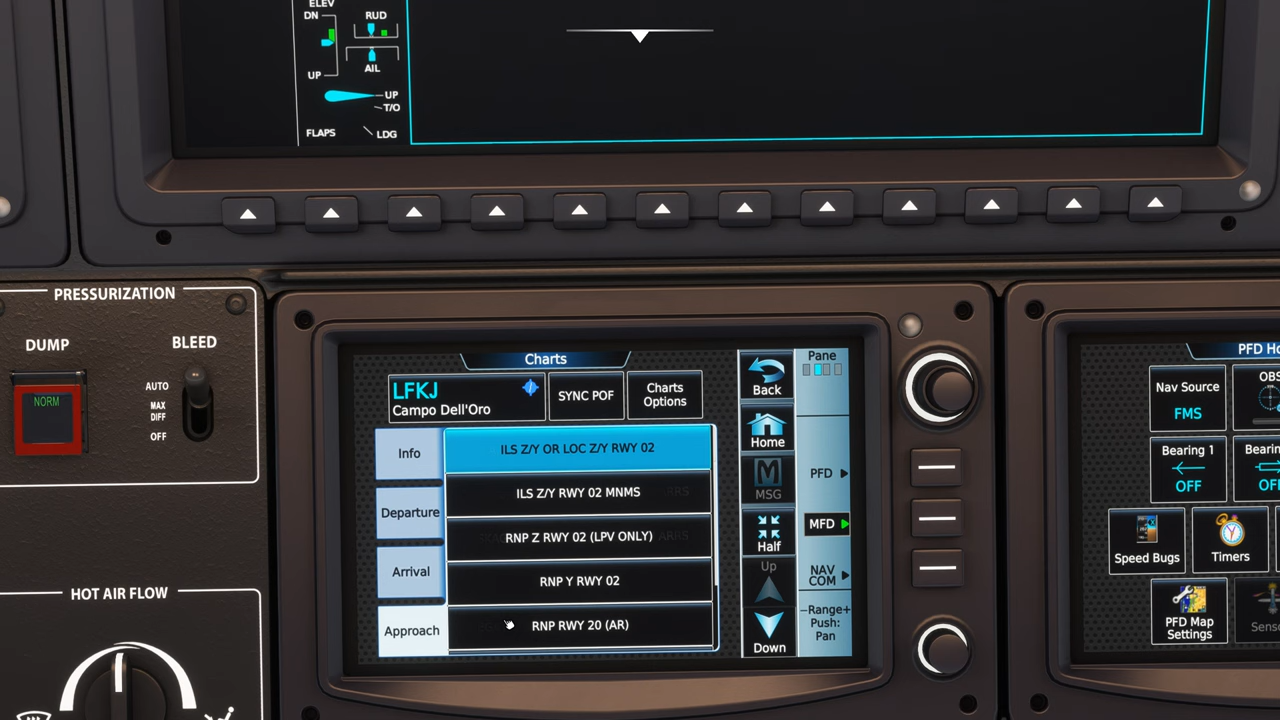 ELEV
DN
RUD
UP
AIL
UP
T/O
FLAPS
LDG
PRESSURIZATION
DUMP
BLEED
NORM
AUTO
MAX
DIFF
OFF
HOT AIR FLOW
Charts
LFKJ
Campo Dell'Oro
SYNC POF
Charts
Options
Info
Departure
Arrival
Approach
ILS Z/Y OR LOC Z/Y RWY 02
ILS Z/Y RWY 02 MNMS
RNP Z RWY 02 (LPV ONLY)
RNP Y RWY 02
RNP RWY 20 (AR)
Back
Home
MSG
Half
Up
Down
Pane
PFD
MFD
NAV
COM
−Range+
Push:
Pan
PFD Ho
Nav Source
FMS
OBS
Bearing 1
OFF
Bearin
OFF
Speed Bugs
Timers
PFD Map
Settings
Senso